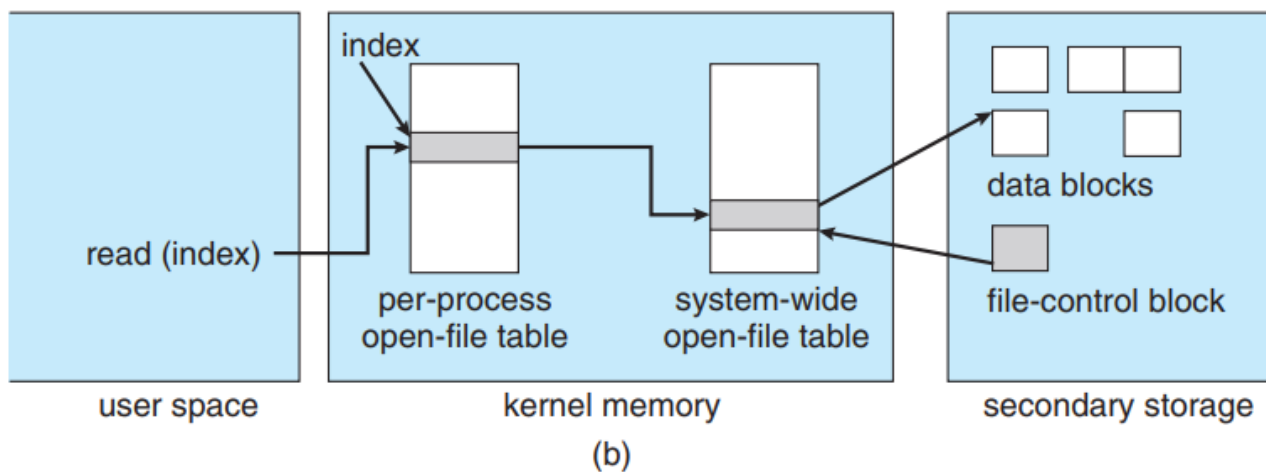 index
read (index)
per-process
open-file table
system-wide
open-file table
data blocks
file-control block
user space
kernel memory
secondary storage
(b)